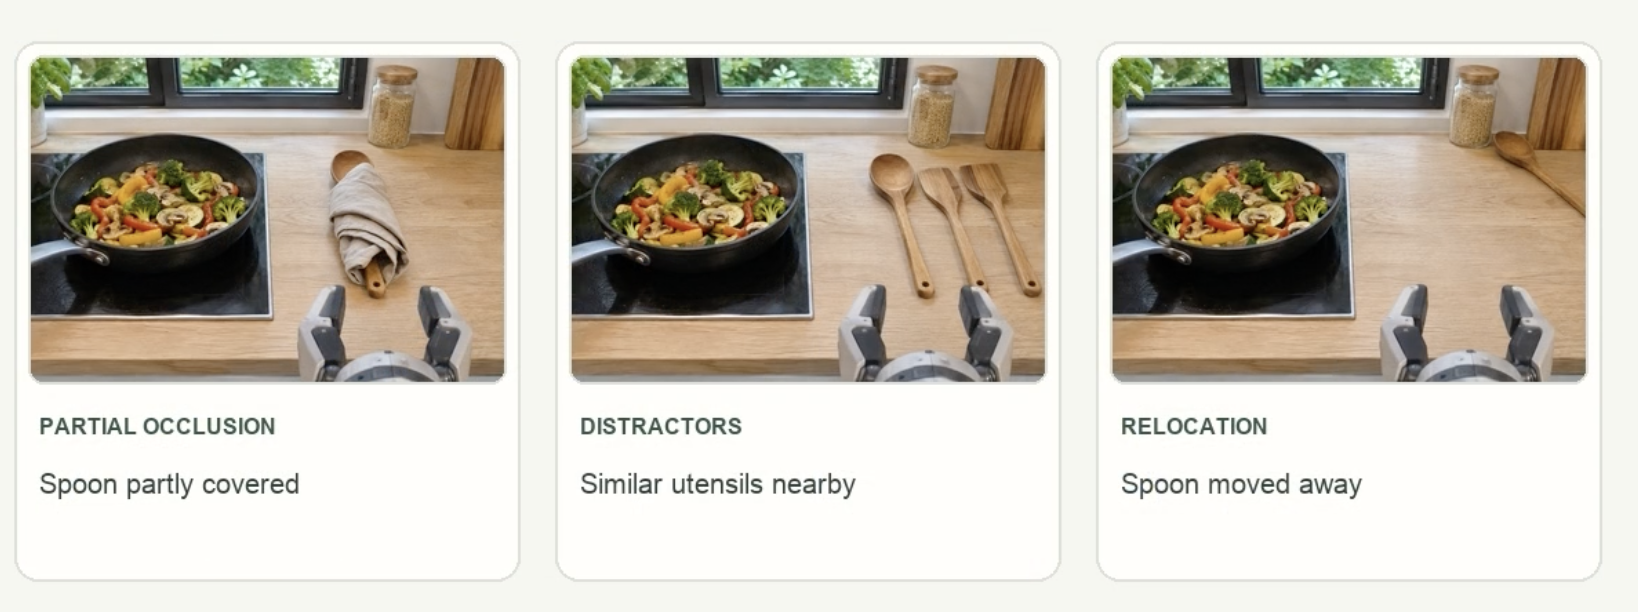 PARTIAL OCCLUSION
Spoon partly covered
DISTRACTORS
Similar utensils nearby
RELOCATION
Spoon moved away